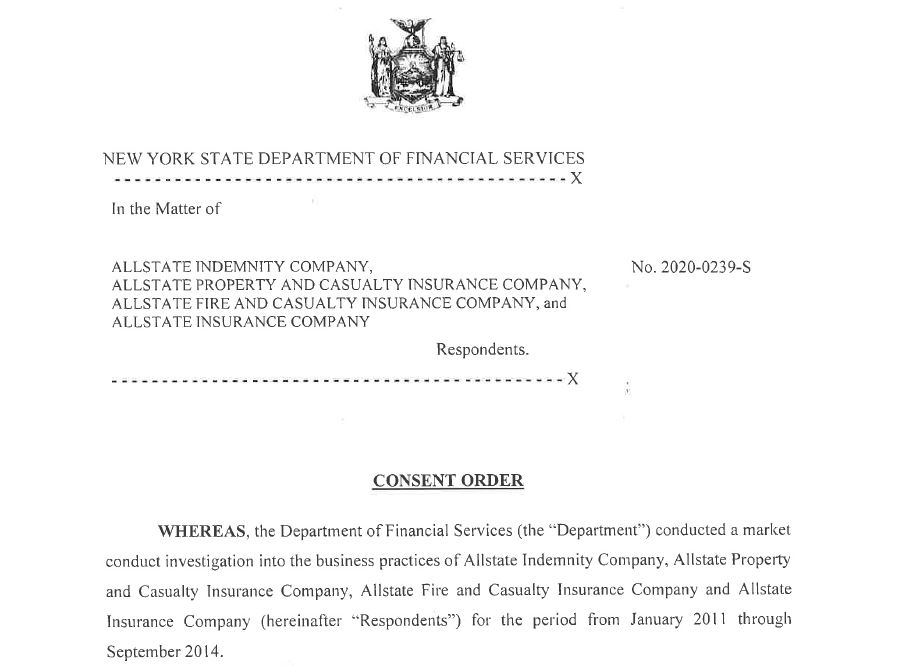 EXCELSIOR
NEW YORK STATE DEPARTMENT OF FINANCIAL SERVICES
- - - - - - - - - - - - - - - - - - - - - - - - - - - - - - - - - - - - - - - - - - - - - X
In the Matter of
ALLSTATE INDEMNITY COMPANY, No. 2020-0239-S
ALLSTATE PROPERTY AND CASUALTY INSURANCE COMPANY,
ALLSTATE FIRE AND CASUALTY INSURANCE COMPANY, and
ALLSTATE INSURANCE COMPANY
Respondents.
- - - - - - - - - - - - - - - - - - - - - - - - - - - - - - - - - - - - - - - - - - - - - X
CONSENT ORDER
WHEREAS, the Department of Financial Services (the “Department”) conducted a market
conduct investigation into the business practices of Allstate Indemnity Company, Allstate Property
and Casualty Insurance Company, Allstate Fire and Casualty Insurance Company and Allstate
Insurance Company (hereinafter “Respondents”) for the period from January 2011 through
September 2014.